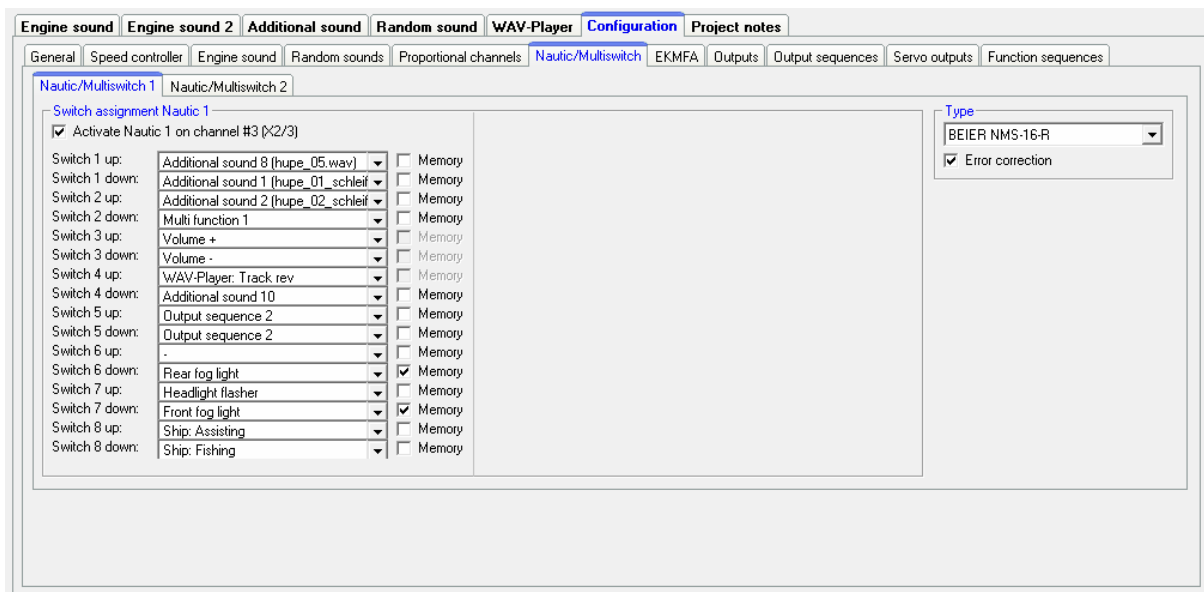 Engine sound Engine sound 2 Additional sound Random sound WAV-Player Configuration Project notes
General Speed controller Engine sound Random sounds Proportional channels Nautic/Multiswitch EKMFA Outputs Output sequences Servo outputs Function sequences
Nautic/Multiswitch 1 Nautic/Multiswitch 2
Switch assignment Nautic 1
Activate Nautic 1 on channel #3 (X2/3)
Switch 1 up: Additional sound 8 (hupe_05.wav) Memory
Switch 1 down: Additional sound 1 (hupe_01_schleif Memory
Switch 2 up: Additional sound 2 (hupe_02_schleif Memory
Switch 2 down: Multi function 1 Memory
Switch 3 up: Volume + Memory
Switch 3 down: Volume - Memory
Switch 4 up: WAV-Player: Track rev Memory
Switch 4 down: Additional sound 10 Memory
Switch 5 up: Output sequence 2 Memory
Switch 5 down: Output sequence 2 Memory
Switch 6 up: - Memory
Switch 6 down: Rear fog light Memory
Switch 7 up: Headlight flasher Memory
Switch 7 down: Front fog light Memory
Switch 8 up: Ship: Assisting Memory
Switch 8 down: Ship: Fishing Memory
Type
BEIER NMS-16-R
Error correction